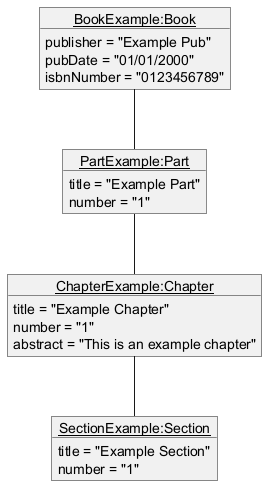 BookExample:Book
publisher = "Example Pub"
pubDate = "01/01/2000"
isbnNumber = "0123456789"
PartExample:Part
title = "Example Part"
number = "1"
ChapterExample:Chapter
title = "Example Chapter"
number = "1"
abstract = "This is an example chapter"
SectionExample:Section
title = "Example Section"
number = "1"